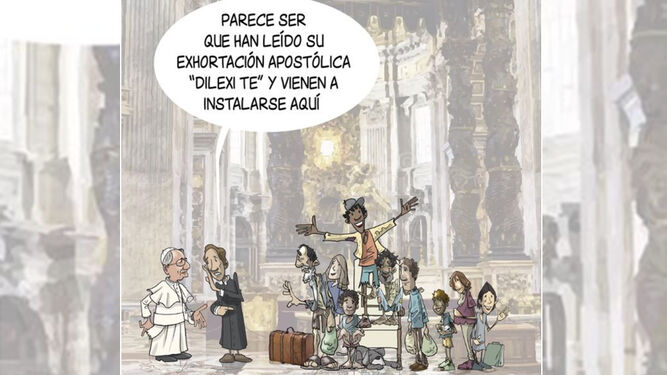 PARECE SER
QUE HAN LEÍDO SU
EXHORTACIÓN APOSTÓLICA
"DILEXI TE" Y VIENEN A
INSTALARSE AQUÍ